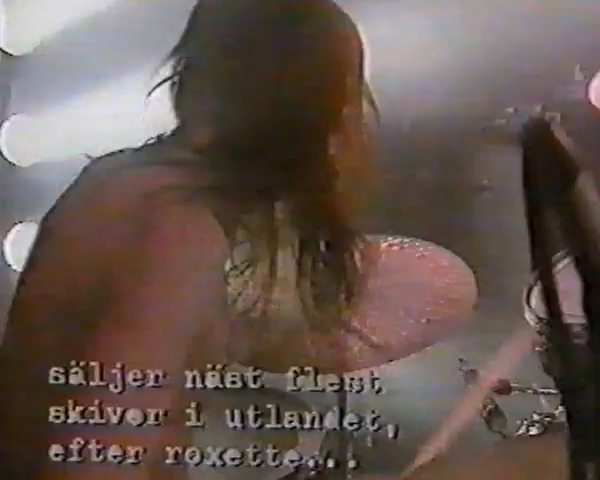 säljer näst flest
skivor i utlandet,
efter roxette...